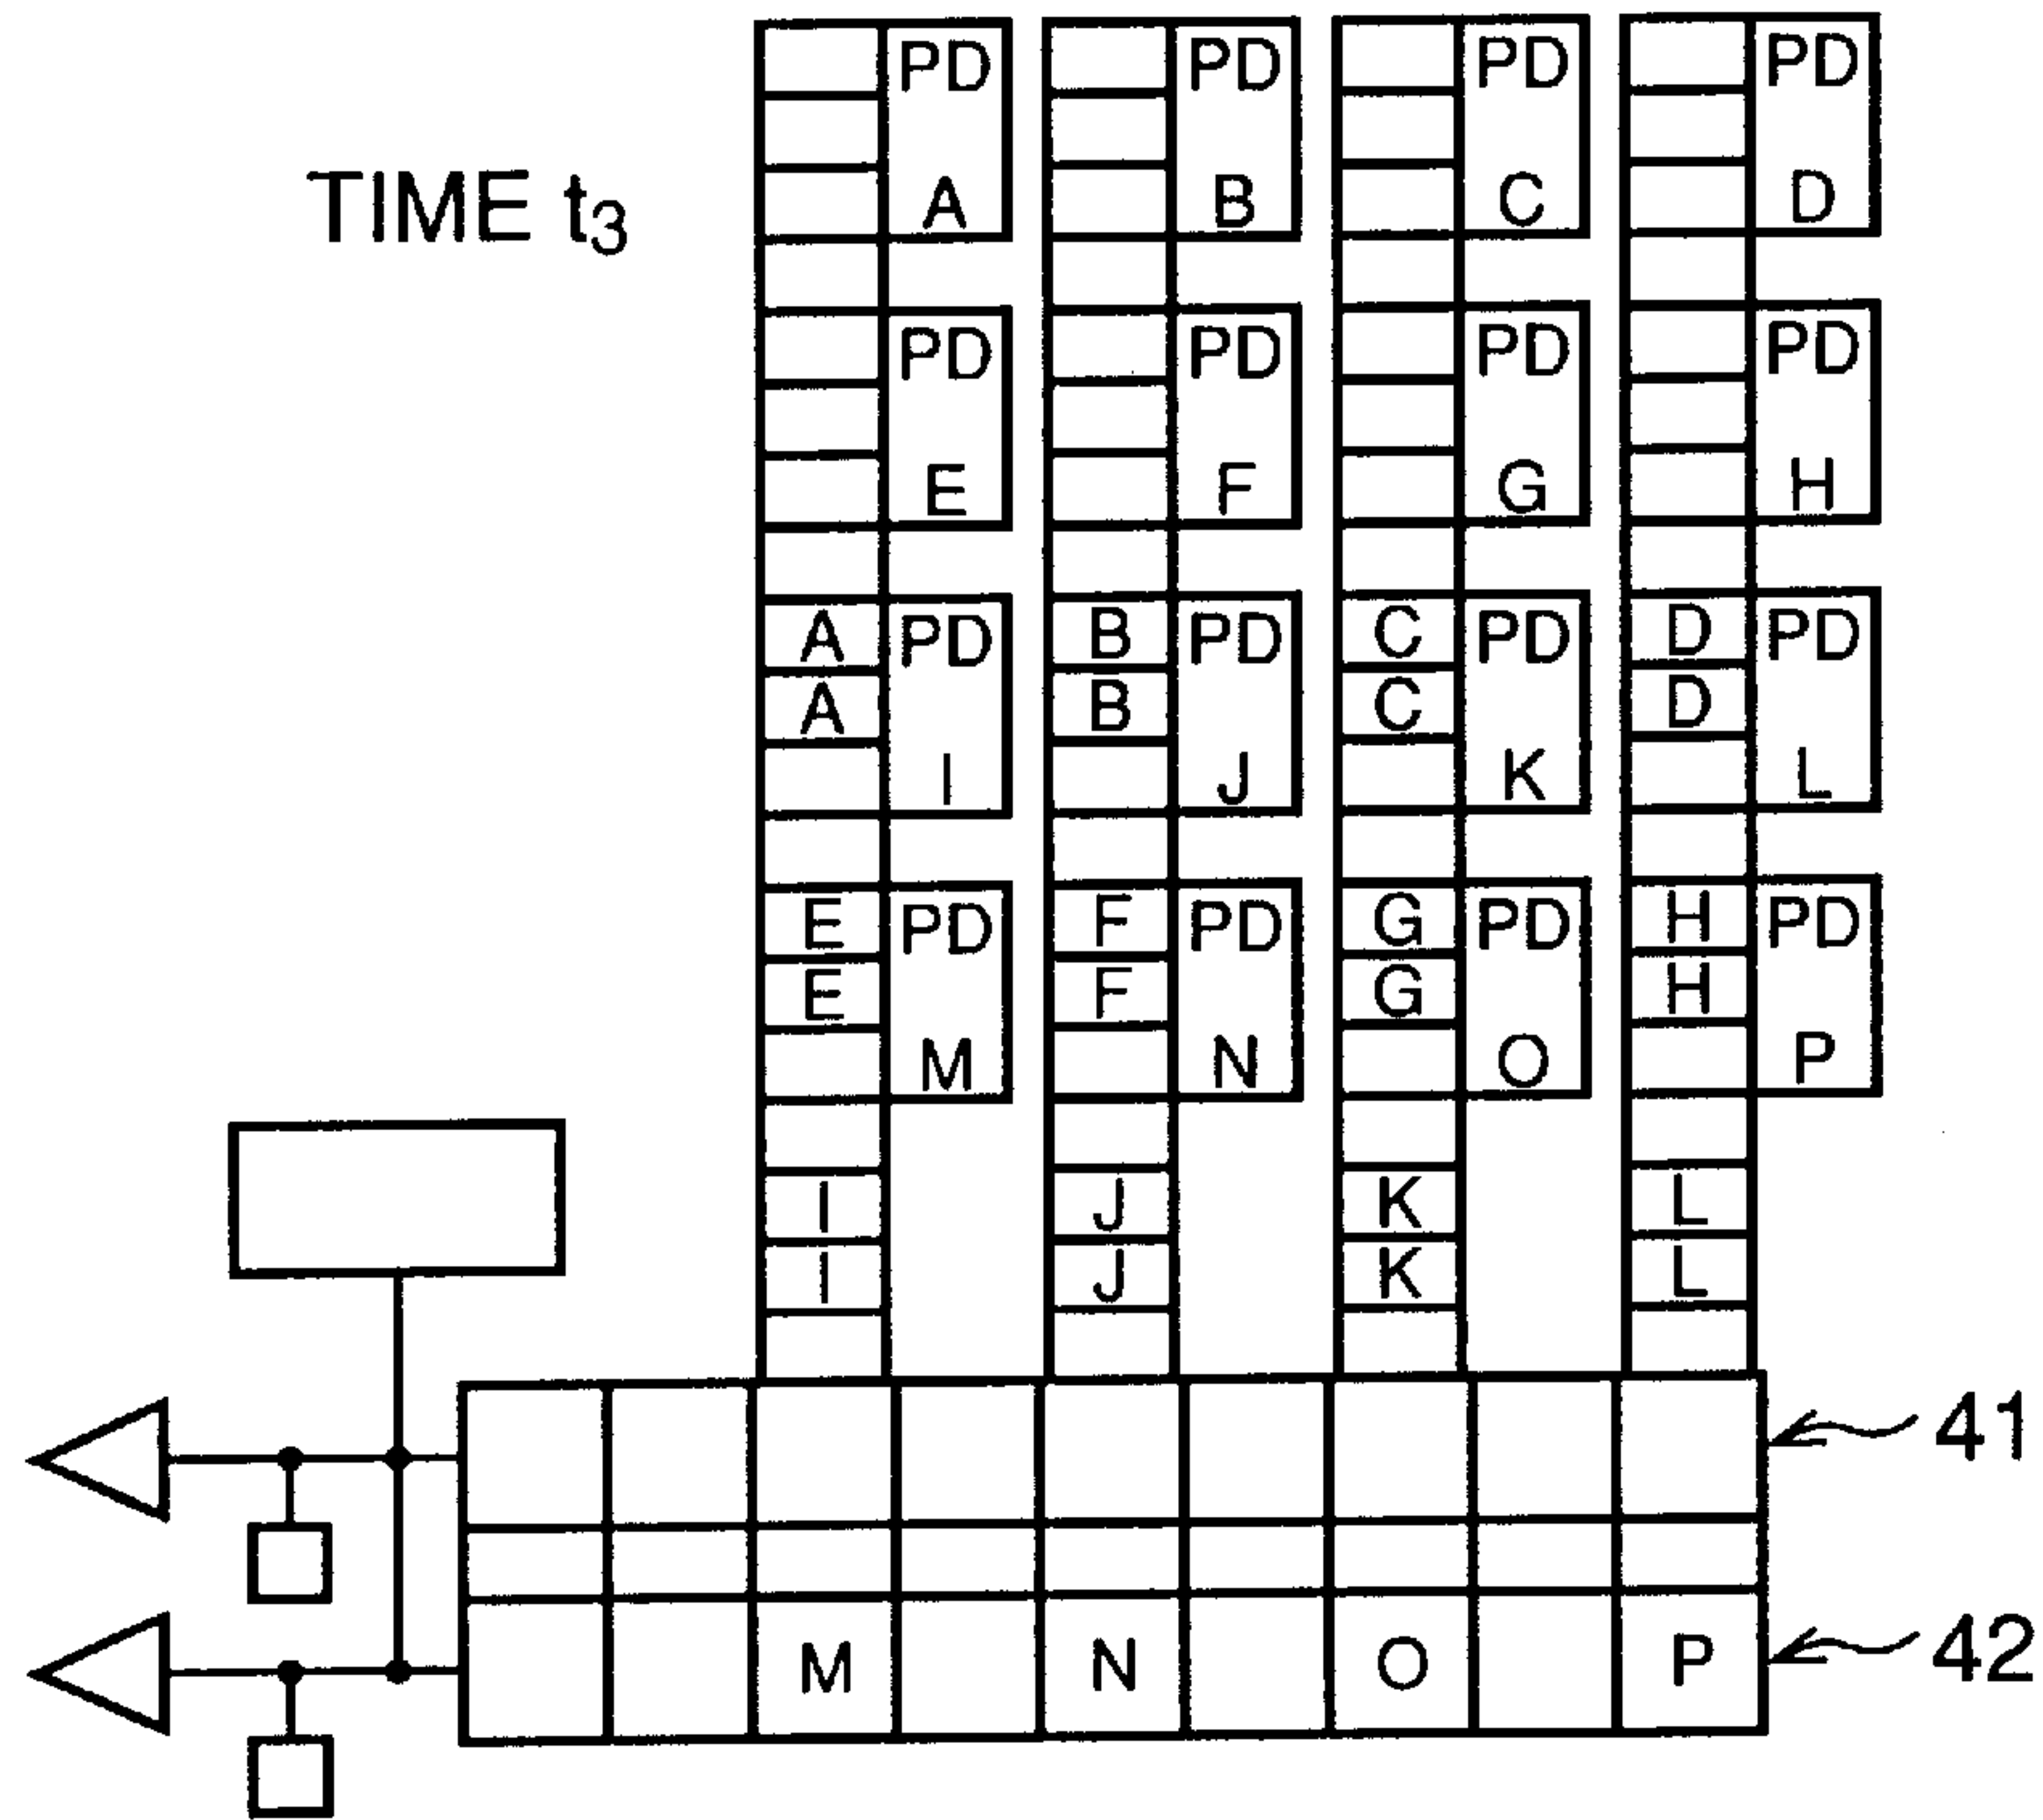 PD PD PD PD
TIME t₃
A B C D
PD PD PD PD
E F G H
A PD B PD C PD D PD
A B C D
I J K L
E PD F PD G PD H PD
E F G H
M N O P
I J K L
I J K L
41
M N O P 42